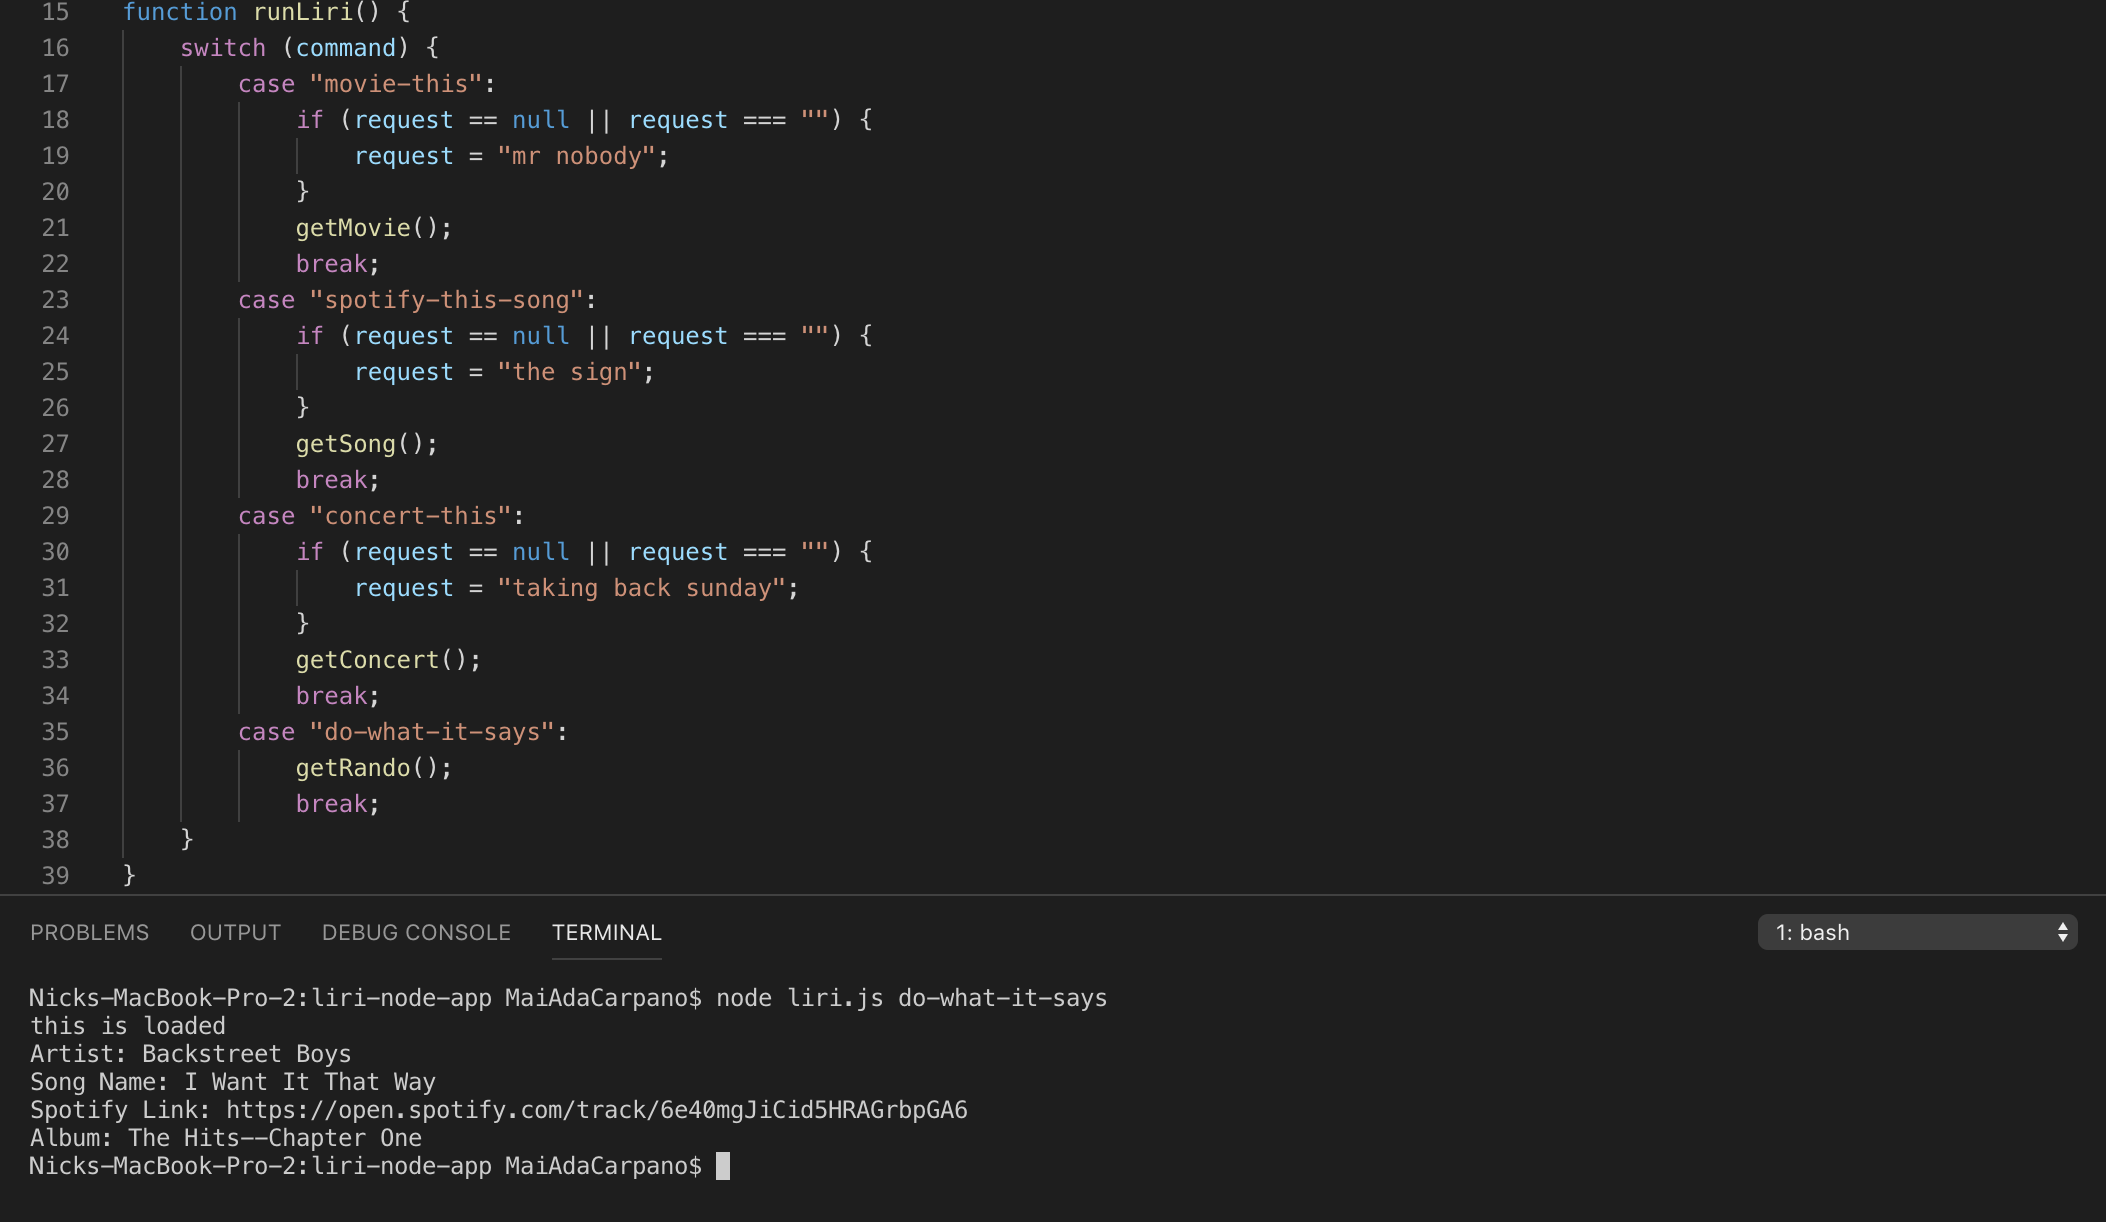 15 function runLiri() {
16 switch (command) {
17 case "movie-this":
18 if (request == null || request === "") {
19 request = "mr nobody";
20 }
21 getMovie();
22 break;
23 case "spotify-this-song":
24 if (request == null || request === "") {
25 request = "the sign";
26 }
27 getSong();
28 break;
29 case "concert-this":
30 if (request == null || request === "") {
31 request = "taking back sunday";
32 }
33 getConcert();
34 break;
35 case "do-what-it-says":
36 getRando();
37 break;
38 }
39 }
PROBLEMS OUTPUT DEBUG CONSOLE TERMINAL 1: bash
Nicks-MacBook-Pro-2:liri-node-app MaiAdaCarpano$ node liri.js do-what-it-says
this is loaded
Artist: Backstreet Boys
Song Name: I Want It That Way
Spotify Link: https://open.spotify.com/track/6e40mgJiCid5HRAGrbpGA6
Album: The Hits--Chapter One
Nicks-MacBook-Pro-2:liri-node-app MaiAdaCarpano$